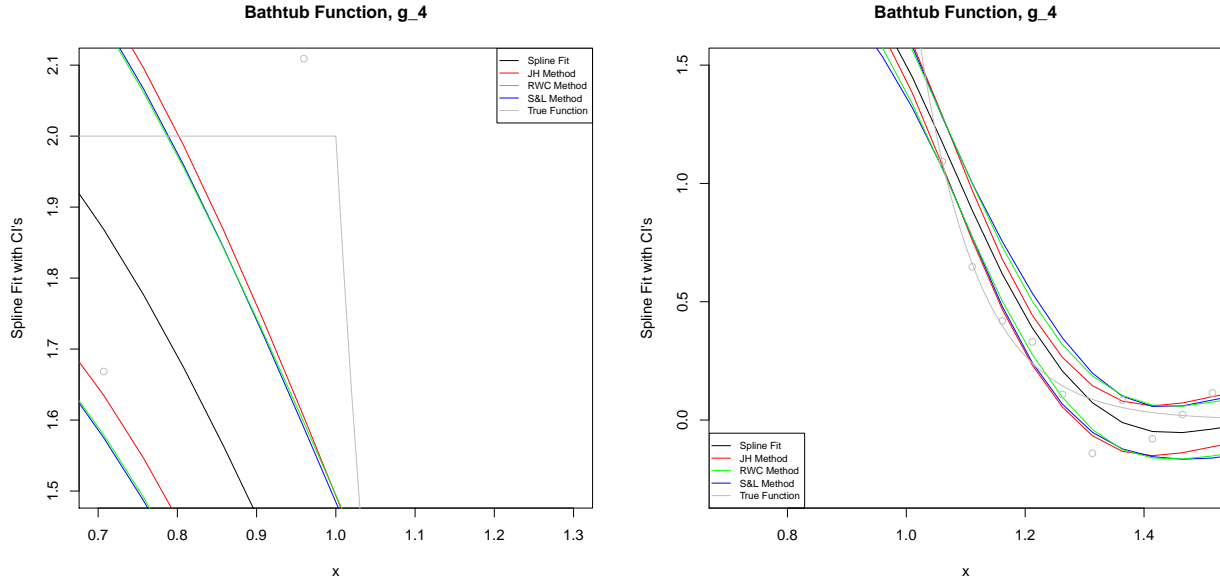 Bathtub Function, g_4
Spline Fit with CI's
2.1
2.0
1.9
1.8
1.7
1.6
1.5
Spline Fit
JH Method
RWC Method
S&L Method
True Function
0.7 0.8 0.9 1.0 1.1 1.2 1.3
x
Bathtub Function, g_4
Spline Fit with CI's
1.5
1.0
0.5
0.0
Spline Fit
JH Method
RWC Method
S&L Method
True Function
0.8 1.0 1.2 1.4
x